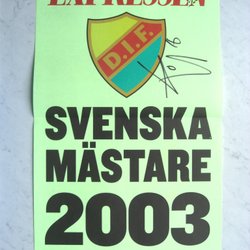 EXPRESSEN
D.I.F.
SVENSKA
MÄSTARE
2003